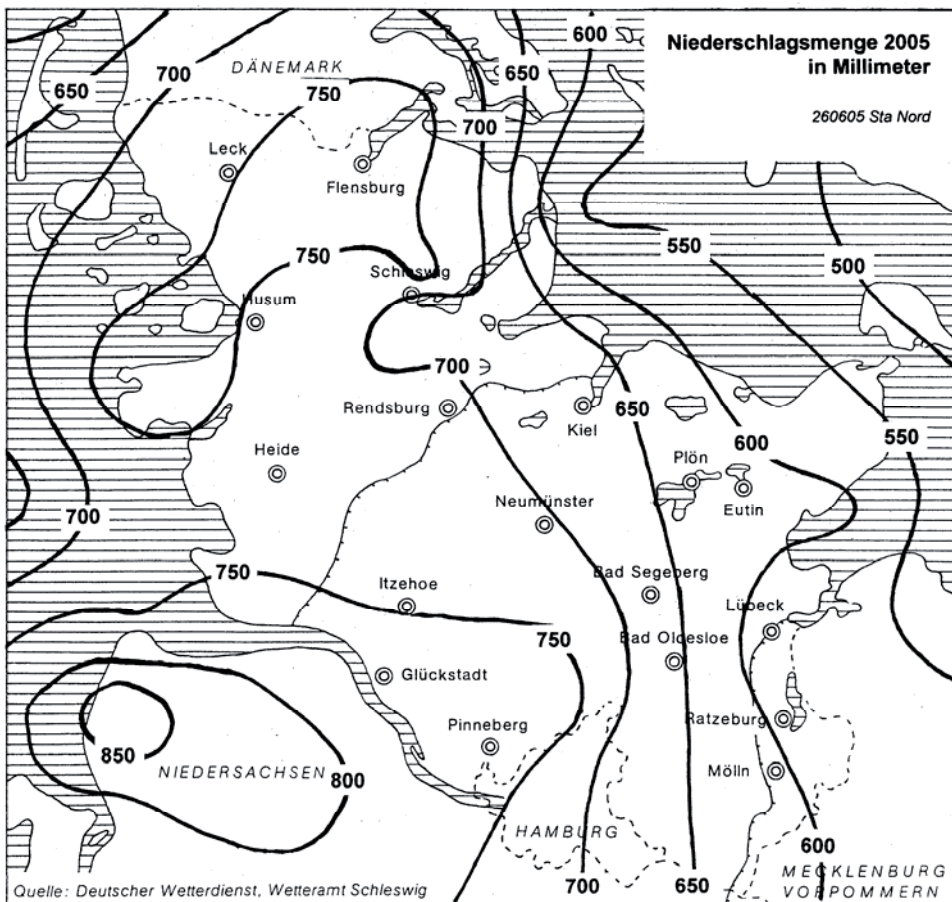 Niederschlagsmenge 2005
in Millimeter
260605 Sta Nord
600
650
700
650
DÄNEMARK
750
700
Leck
Flensburg
550
750
500
Schleswig
Husum
700
Rendsburg
650
Kiel
600
550
Heide
Plön
Neumünster
Eutin
700
750
Itzehoe
Bad Segeberg
Lübeck
750
Bad Oldesloe
Glückstadt
Ratzeburg
Pinneberg
850
NIEDERSACHSEN
800
Mölln
HAMBURG
600
MECKLENBURG
VORPOMMERN
700
650
Quelle: Deutscher Wetterdienst, Wetteramt Schleswig